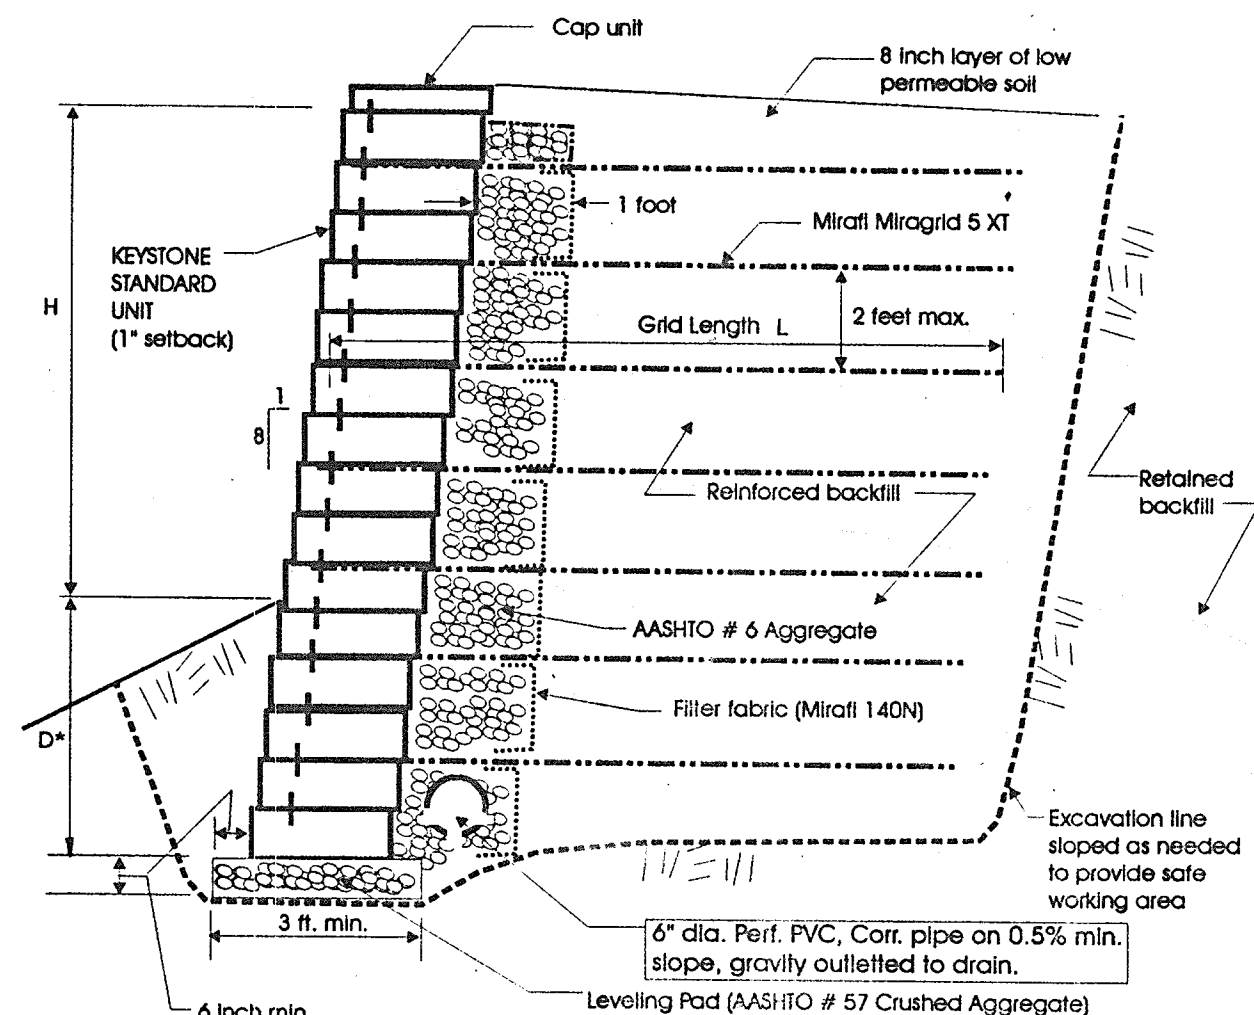 Cap unit
8 inch layer of low
permeable soil
1 foot
Mirafi Miragrid 5 XT
KEYSTONE
STANDARD
UNIT
(1" setback)
H
2 feet max.
Grid Length L
1
8
Reinforced backfill
Retained
backfill
AASHTO # 6 Aggregate
Filter fabric (Mirafi 140N)
D*
Excavation line
sloped as needed
to provide safe
working area
3 ft. min.
6" dia. Perf. PVC, Corr. pipe on 0.5% min.
slope, gravity outletted to drain.
Leveling Pad (AASHTO # 57 Crushed Aggregate)
6 inch min